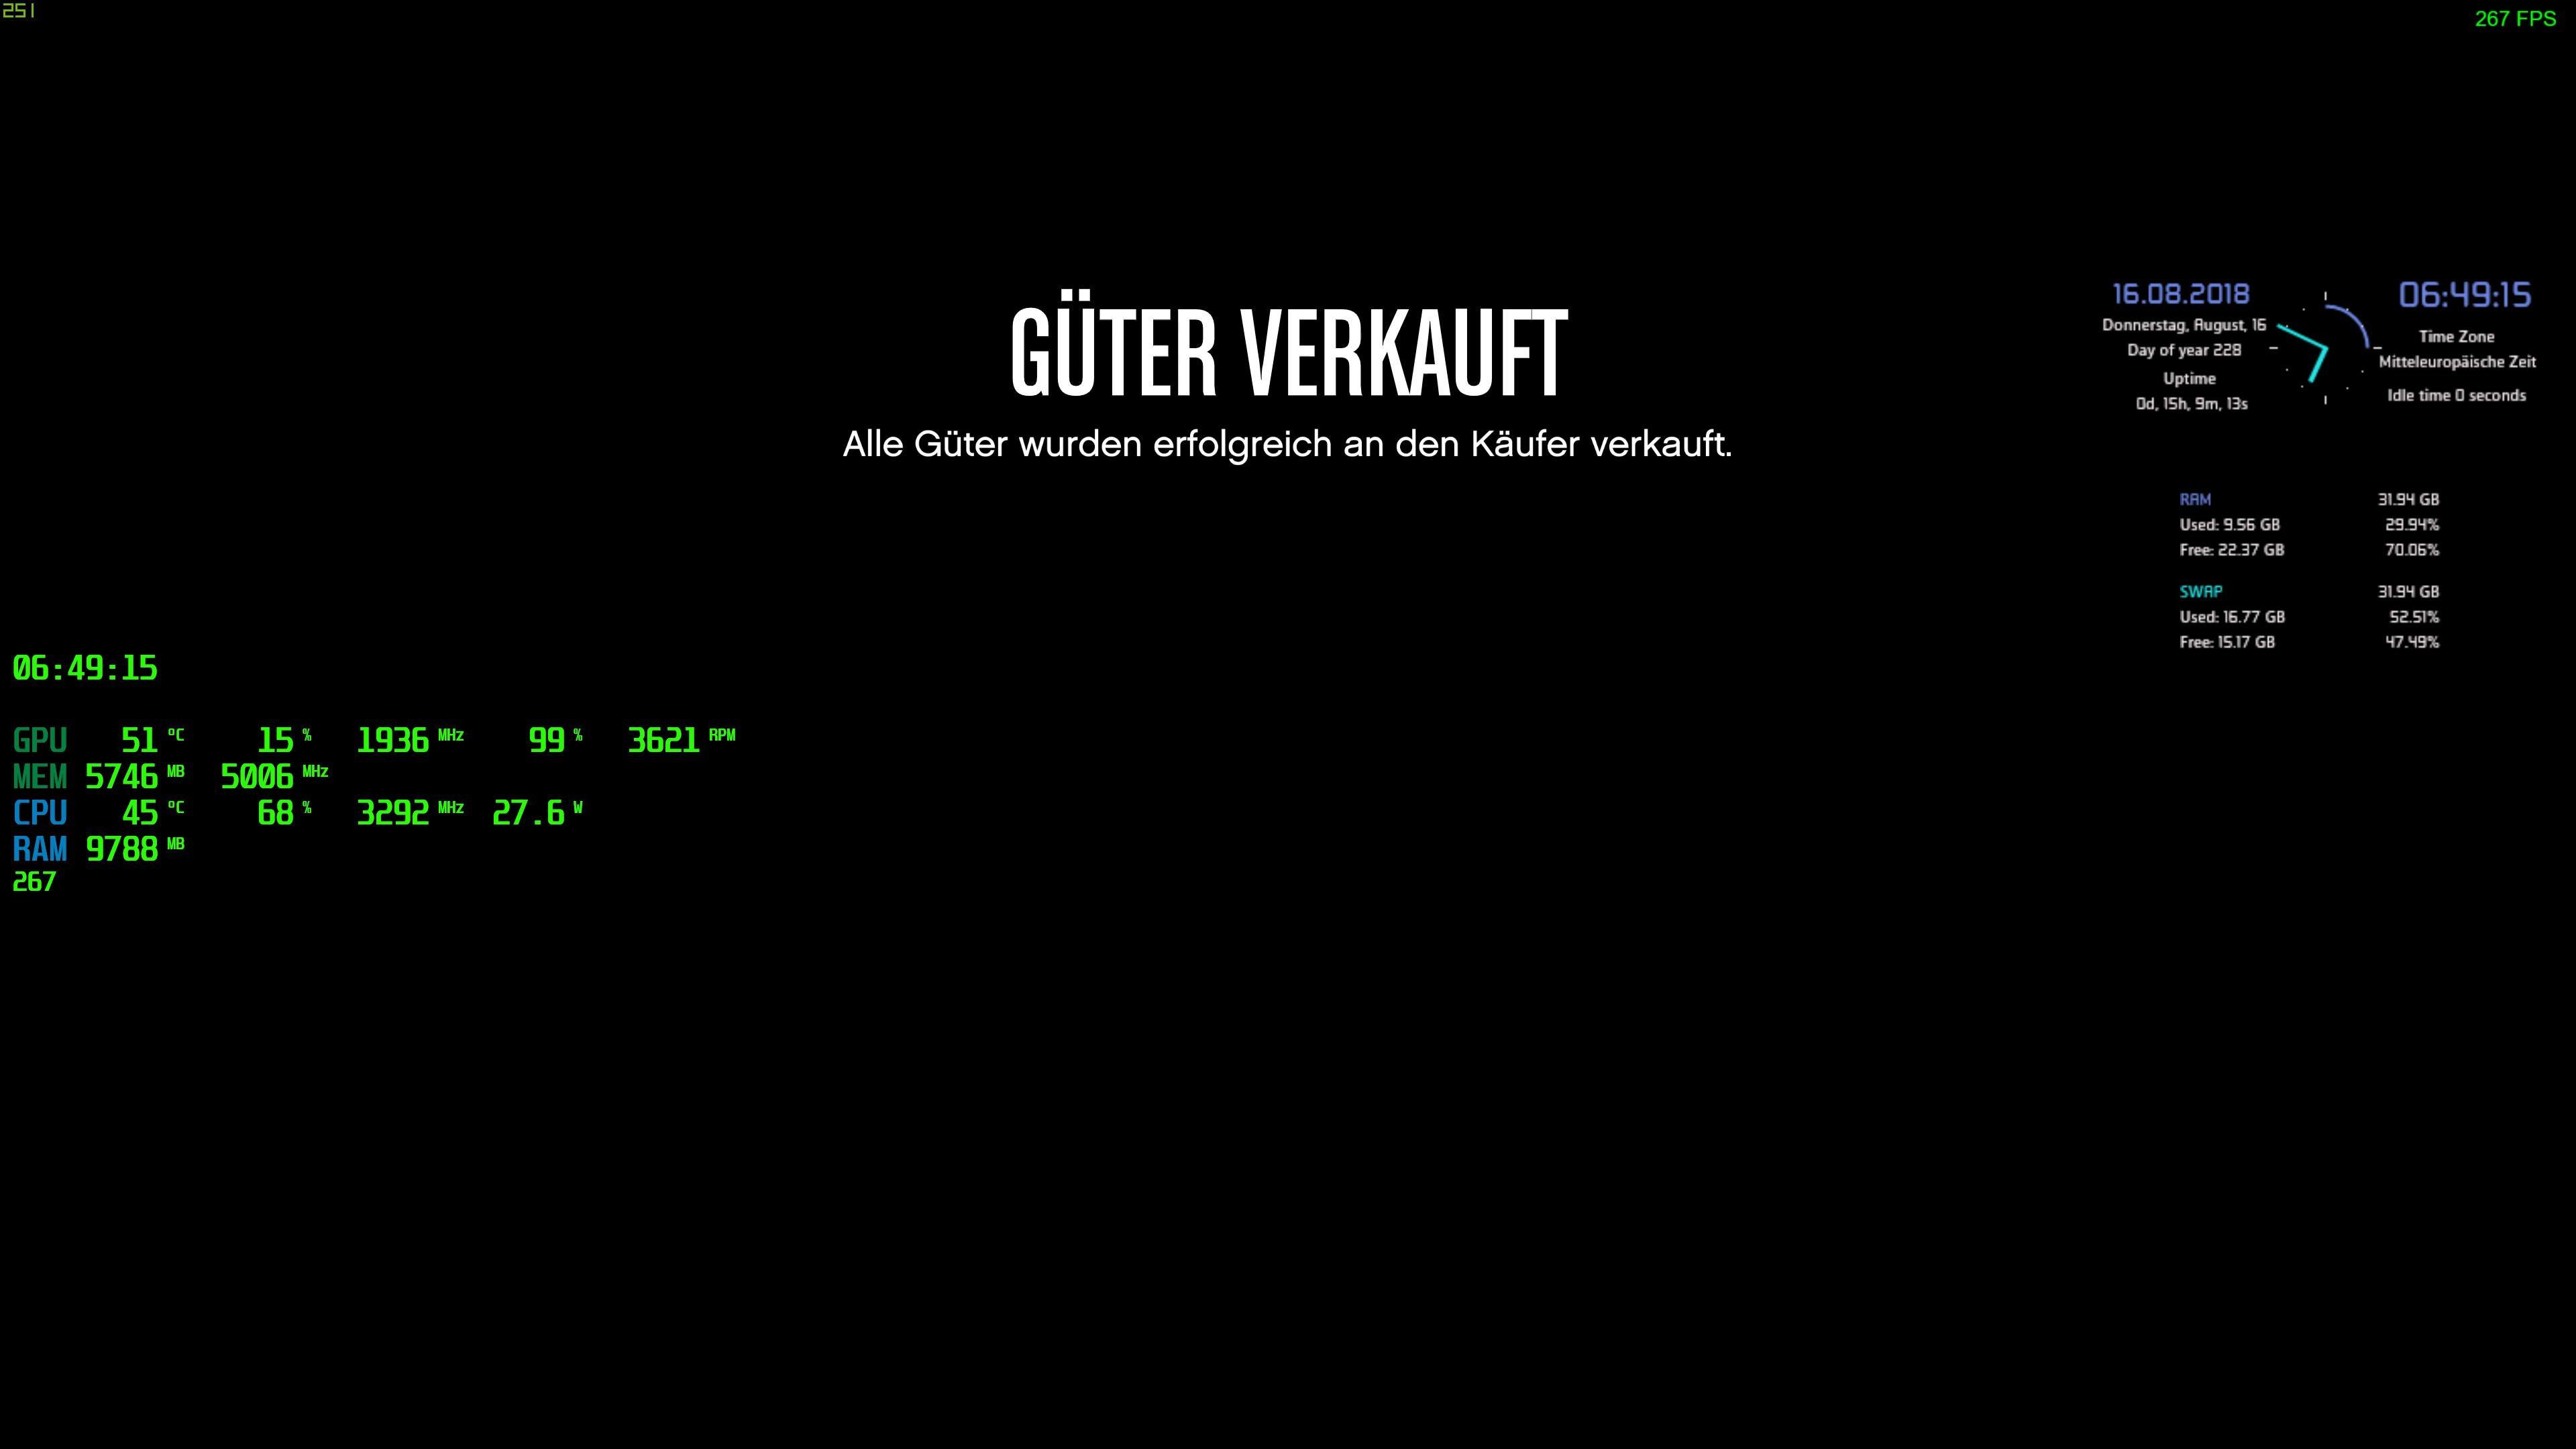 251
267 FPS
GÜTER VERKAUFT
Alle Güter wurden erfolgreich an den Käufer verkauft.
16.08.2018
Donnerstag, August, 16
Day of year 228
Uptime
0d, 15h, 9m, 13s
06:49:15
Time Zone
Mitteleuropäische Zeit
Idle time 0 seconds
RAM 31.94 GB
Used: 9.56 GB 29.94%
Free: 22.37 GB 70.06%
SWAP 31.94 GB
Used: 16.77 GB 52.51%
Free: 15.17 GB 47.49%
06:49:15
GPU 51 °C 15 % 1936 MHz 99 % 3621 RPM
MEM 5746 MB 5006 MHz
CPU 45 °C 68 % 3292 MHz 27.6 W
RAM 9788 MB
267